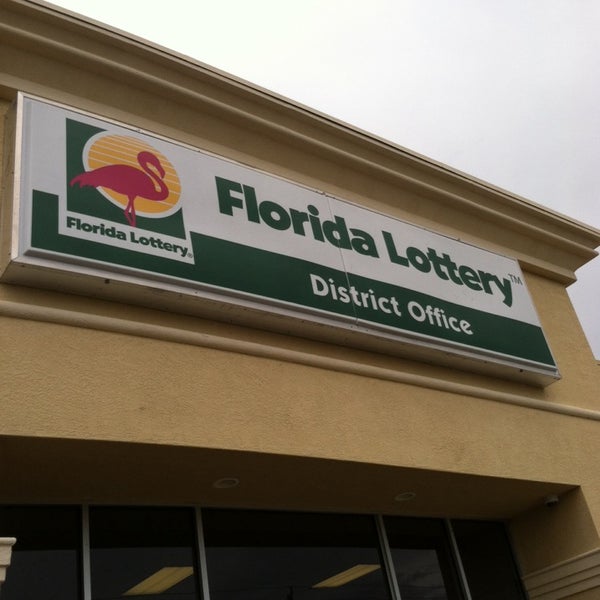 Florida Lottery®
Florida Lottery™
District Office